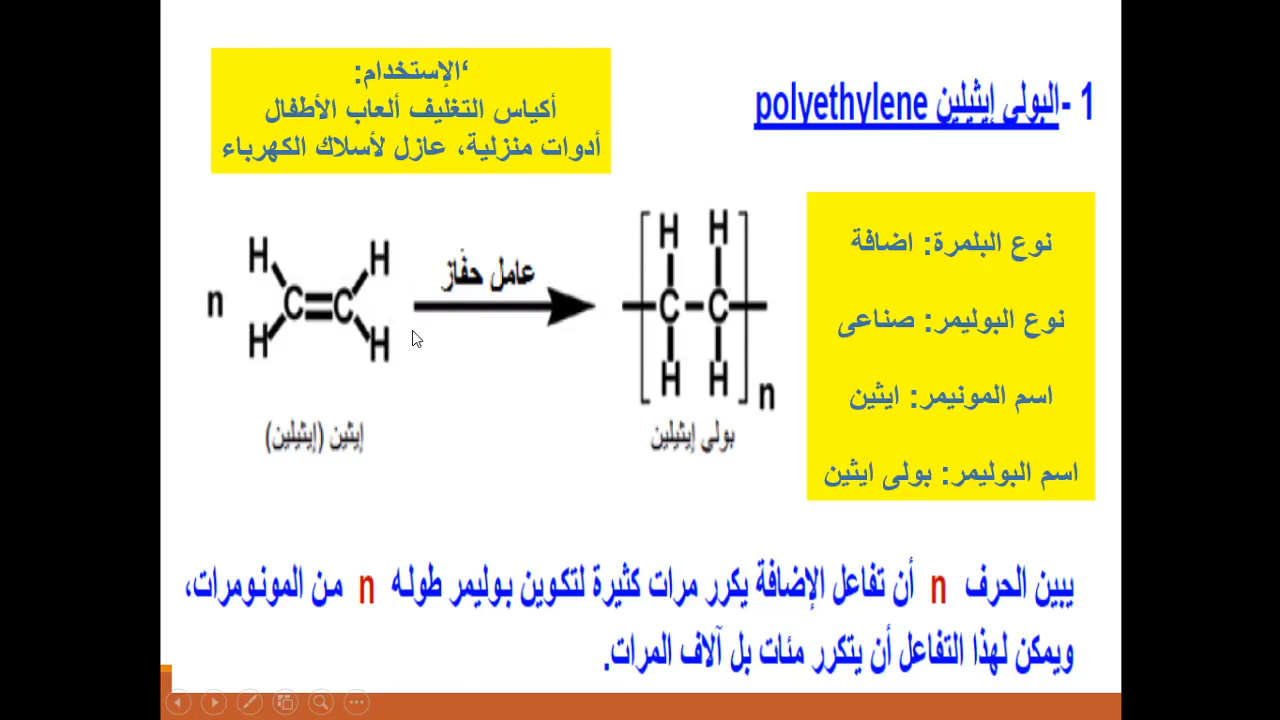 1 -البولى إيثيلين polyethylene
‘الإستخدام:
أكياس التغليف ألعاب الأطفال
أدوات منزلية، عازل لأسلاك الكهرباء
نوع البلمرة: اضافة
نوع البوليمر: صناعى
اسم المونيمر: ايثين
اسم البوليمر: بولى ايثين
H H H H
n C C عامل حفاز C C
H H H H n
إيثين (إيثيلين)
بولى إيثيلين
يبين الحرف n أن تفاعل الإضافة يكرر مرات كثيرة لتكوين بوليمر طوله n من المونومرات،
ويمكن لهذا التفاعل أن يتكرر مئات بل آلاف المرات.